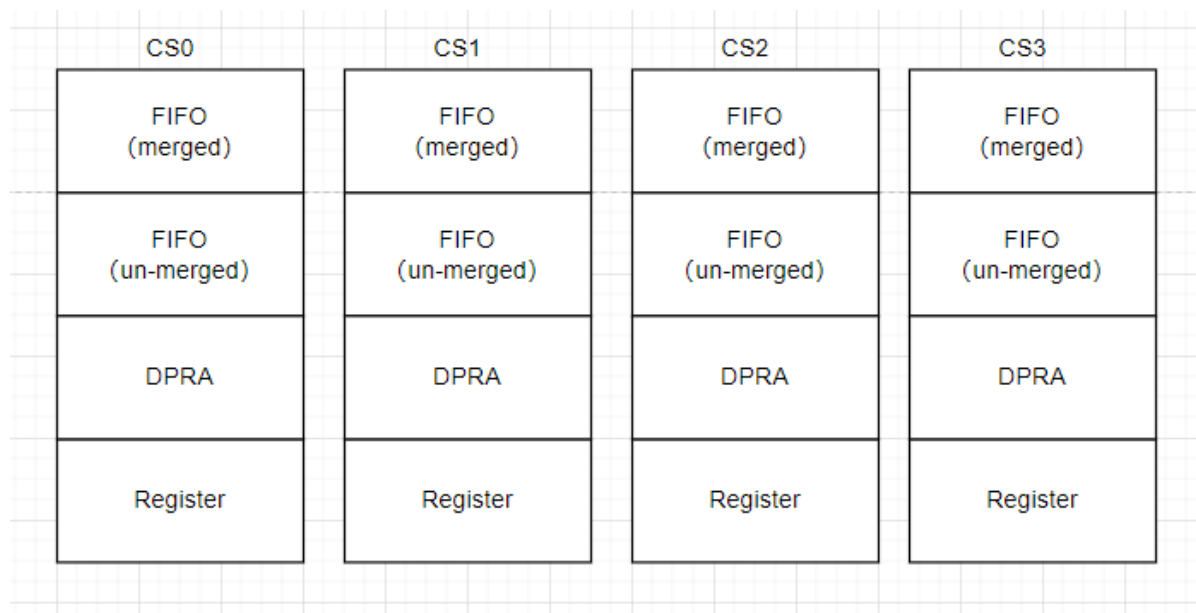 CS0
CS1
CS2
CS3
FIFO
(merged)
FIFO
(merged)
FIFO
(merged)
FIFO
(merged)
FIFO
(un-merged)
FIFO
(un-merged)
FIFO
(un-merged)
FIFO
(un-merged)
DPRA
DPRA
DPRA
DPRA
Register
Register
Register
Register